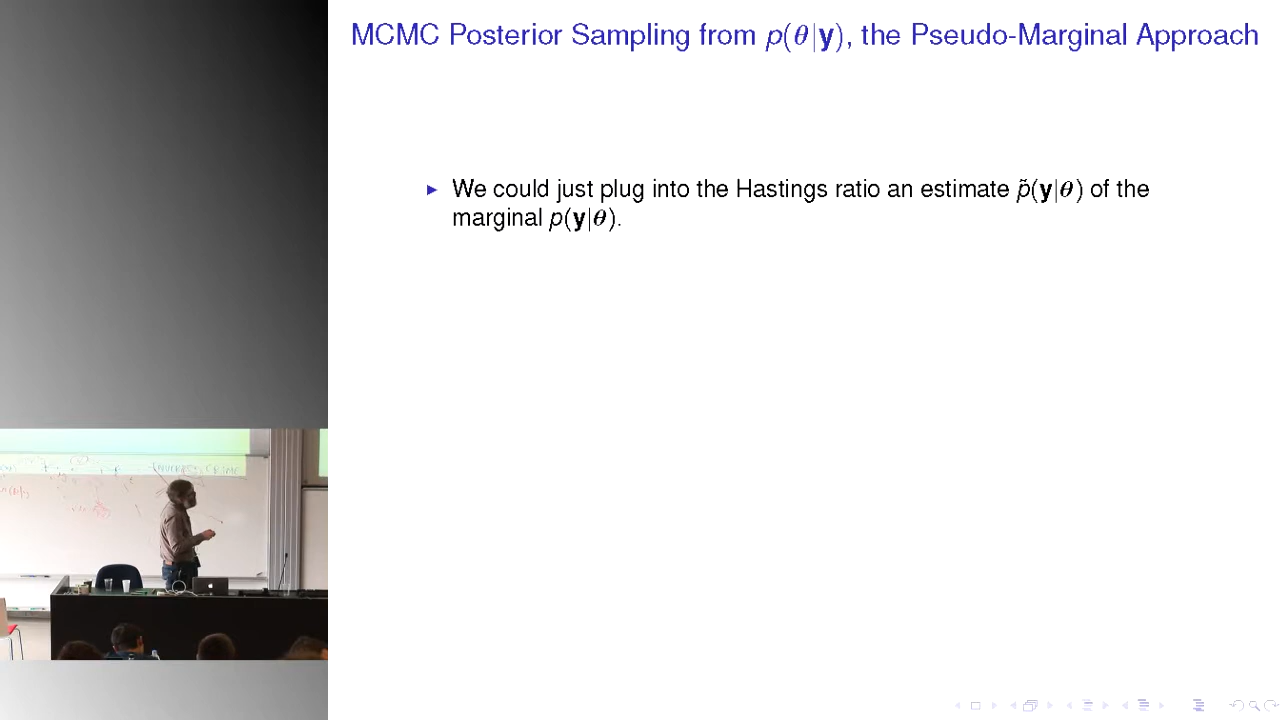 MCMC Posterior Sampling from p(θ|y), the Pseudo-Marginal Approach
▶ We could just plug into the Hastings ratio an estimate p̃(y|θ) of the
marginal p(y|θ).